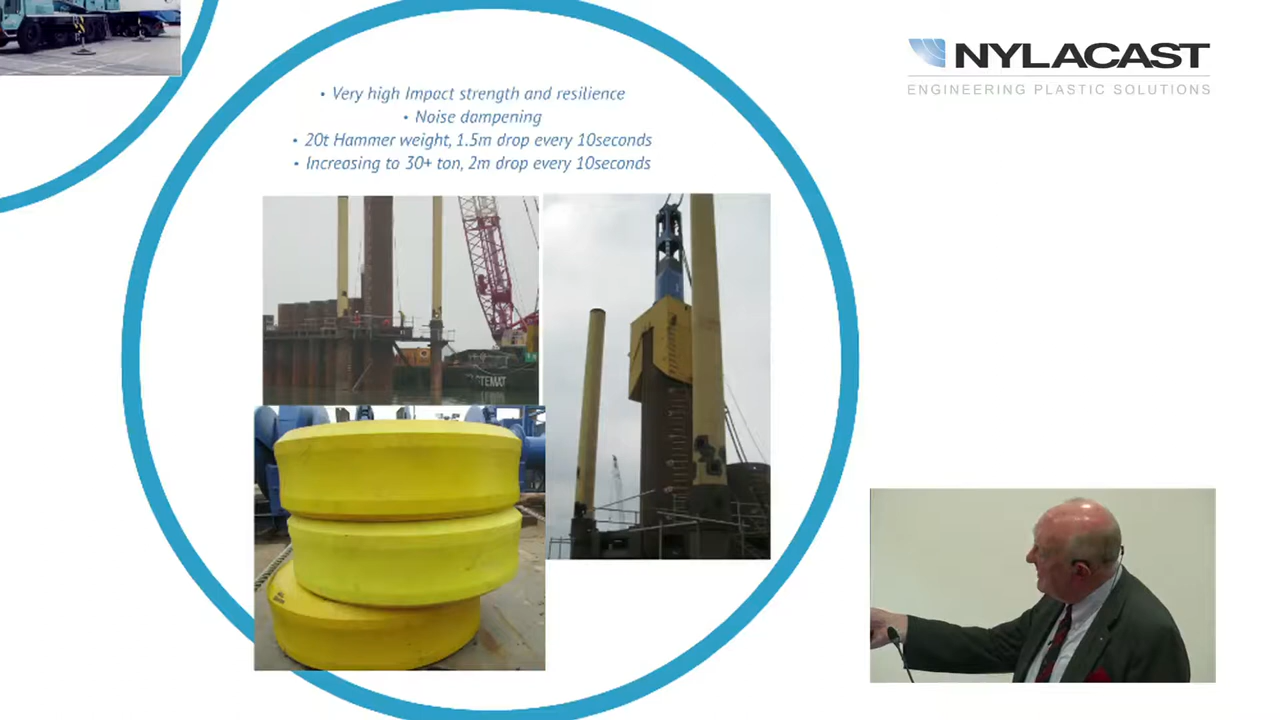 NYLACAST
ENGINEERING PLASTIC SOLUTIONS
• Very high Impact strength and resilience
• Noise dampening
• 20t Hammer weight, 1.5m drop every 10seconds
• Increasing to 30+ ton, 2m drop every 10seconds
TEMAT